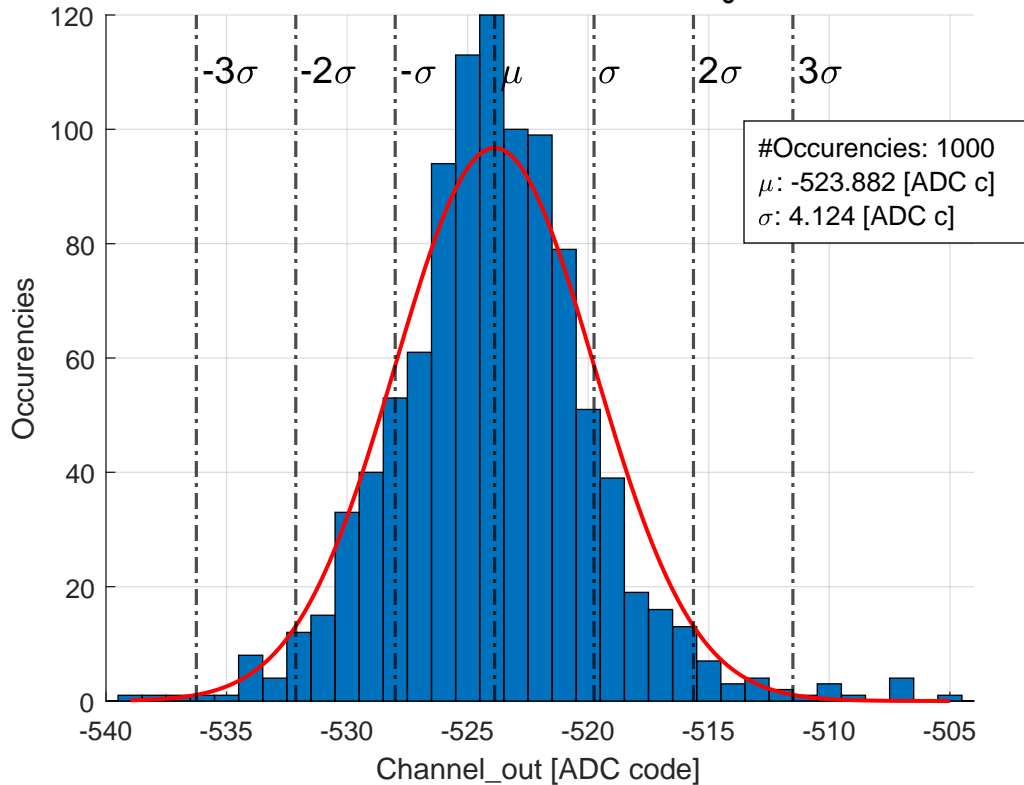 120
100
80
60
40
20
0
-3σ
-2σ
-σ
μ
σ
2σ
3σ
#Occurencies: 1000
μ: -523.882 [ADC c]
σ: 4.124 [ADC c]
Occurencies
-540
-535
-530
-525
-520
-515
-510
-505
Channel_out [ADC code]